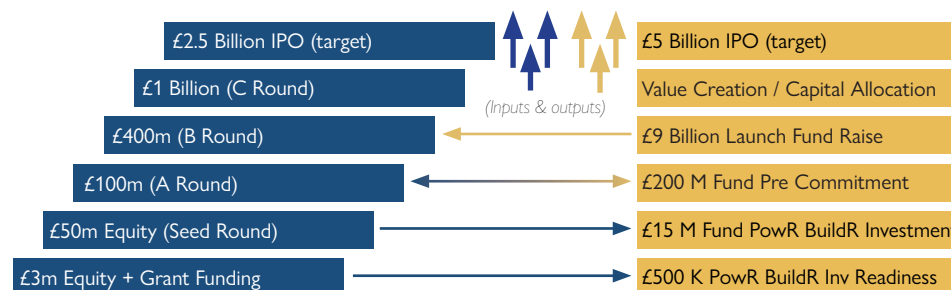 £2.5 Billion IPO (target)
£5 Billion IPO (target)
£1 Billion (C Round)
Value Creation / Capital Allocation
(Inputs & outputs)
£400m (B Round)
£9 Billion Launch Fund Raise
£100m (A Round)
£200 M Fund Pre Commitment
£50m Equity (Seed Round)
£15 M Fund PowR BuildR Investmen
£3m Equity + Grant Funding
£500 K PowR BuildR Inv Readiness